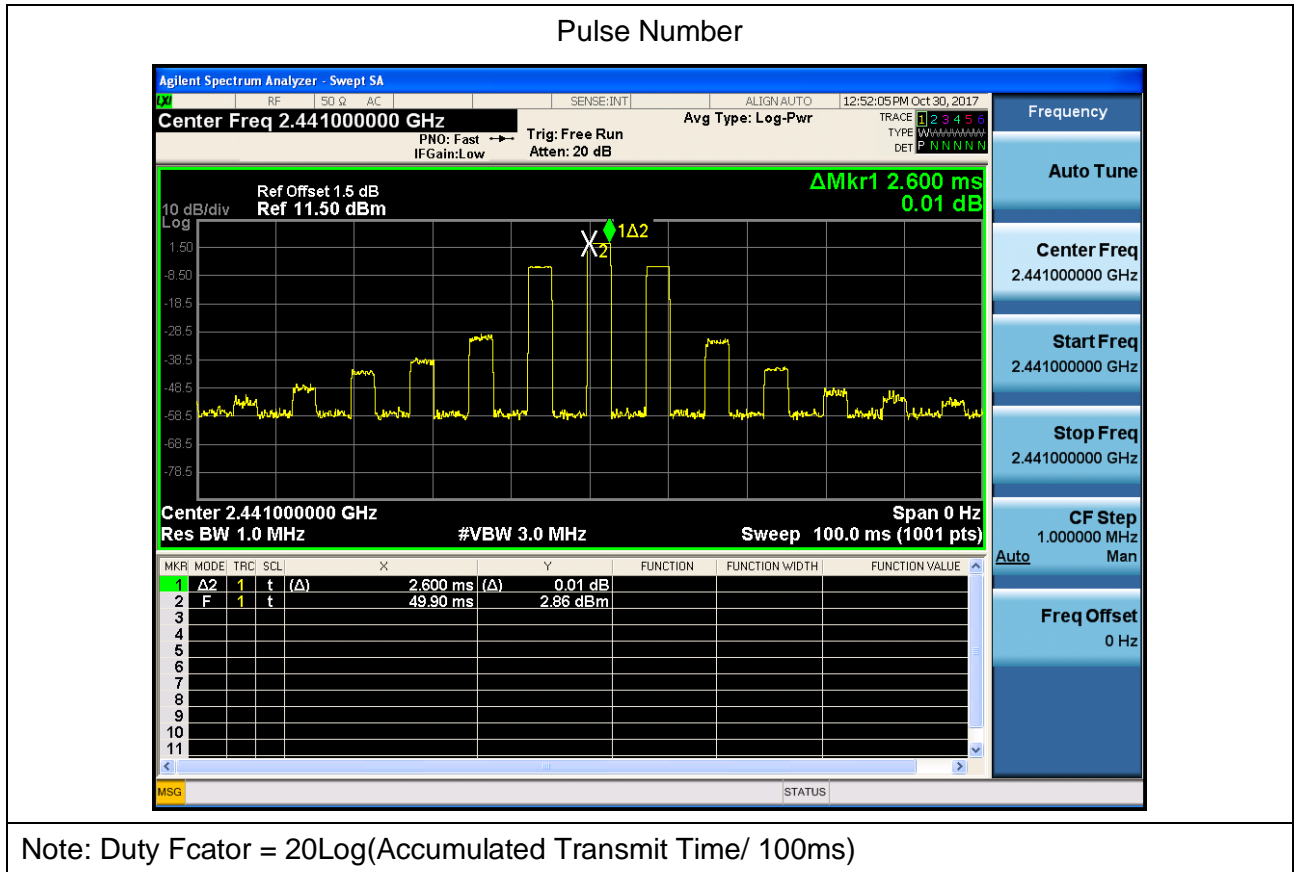 Pulse Number
Agilent Spectrum Analyzer - Swept SA
LXI RF 50 Ω AC SENSE:INT ALIGN AUTO 12:52:05 PM Oct 30, 2017
Center Freq 2.441000000 GHz
PNO: Fast
IFGain:Low
Trig: Free Run
Atten: 20 dB
Avg Type: Log-Pwr
TRACE 1 2 3 4 5 6
TYPE WWWWWW
DET P N N N N N
Ref Offset 1.5 dB
10 dB/div Ref 11.50 dBm
Log
ΔMkr1 2.600 ms
0.01 dB
1Δ2
X2
1.50
-8.50
-18.5
-28.5
-38.5
-48.5
-58.5
-68.5
-78.5
Center 2.441000000 GHz Span 0 Hz
Res BW 1.0 MHz #VBW 3.0 MHz Sweep 100.0 ms (1001 pts)
MKR MODE TRC SCL X Y FUNCTION FUNCTION WIDTH FUNCTION VALUE
1 Δ2 1 t (Δ) 2.600 ms (Δ) 0.01 dB
2 F 1 t 49.90 ms 2.86 dBm
3
4
5
6
7
8
9
10
11
MSG STATUS
Frequency
Auto Tune
Center Freq
2.441000000 GHz
Start Freq
2.441000000 GHz
Stop Freq
2.441000000 GHz
CF Step
1.000000 MHz
Auto Man
Freq Offset
0 Hz
Note: Duty Fcator = 20Log(Accumulated Transmit Time/ 100ms)